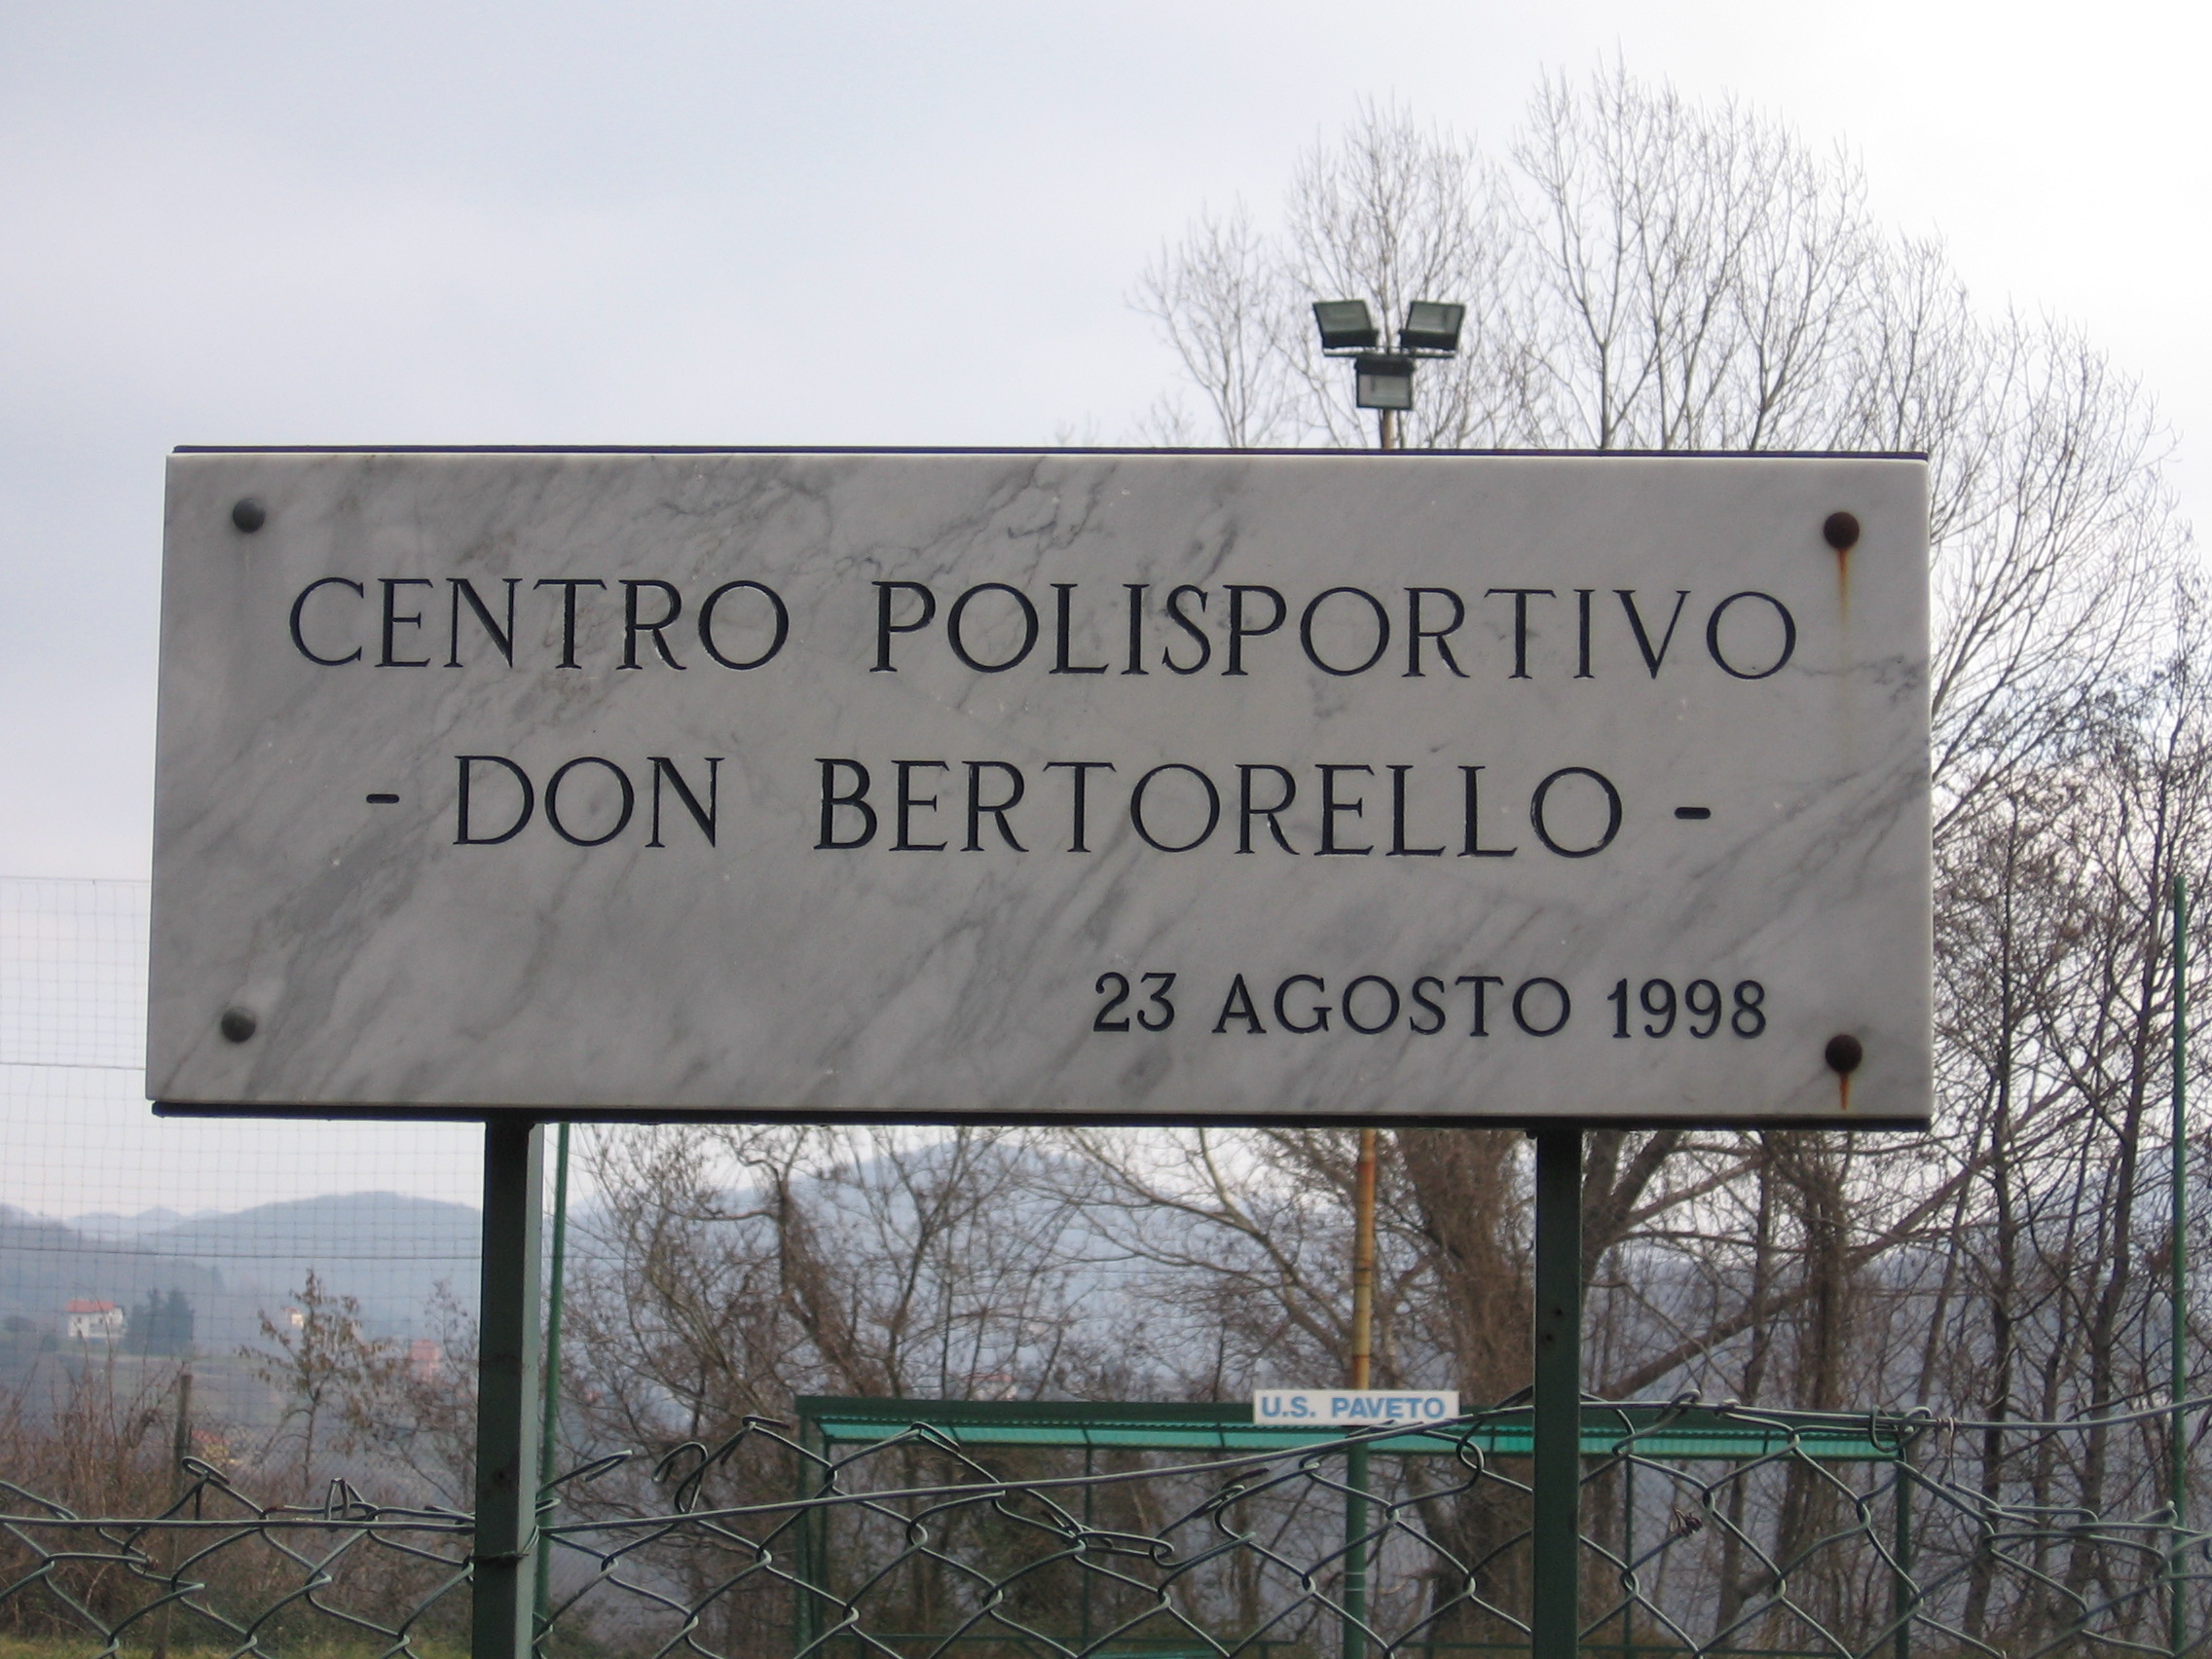 CENTRO POLISPORTIVO
- DON BERTORELLO -
23 AGOSTO 1998
U.S. PAVETO